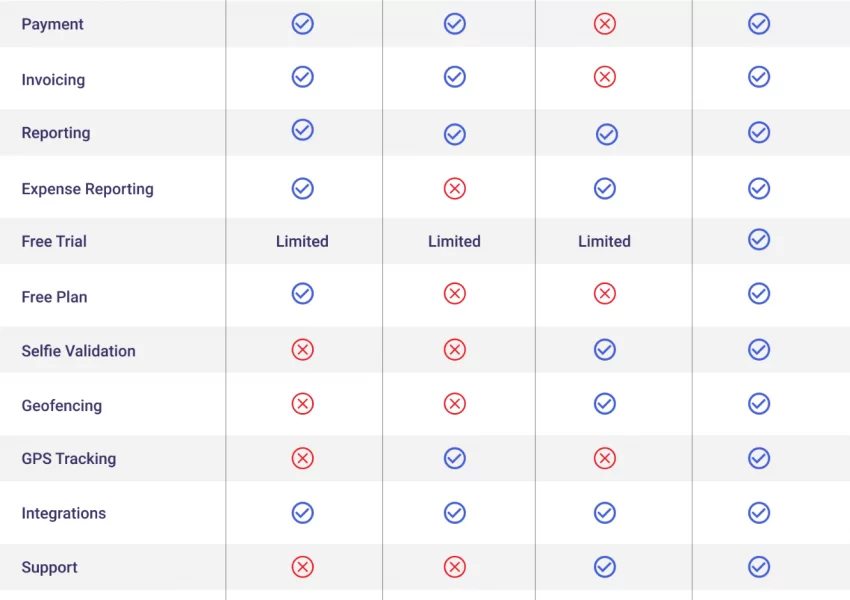 Payment
Invoicing
Reporting
Expense Reporting
Free Trial Limited Limited Limited
Free Plan
Selfie Validation
Geofencing
GPS Tracking
Integrations
Support